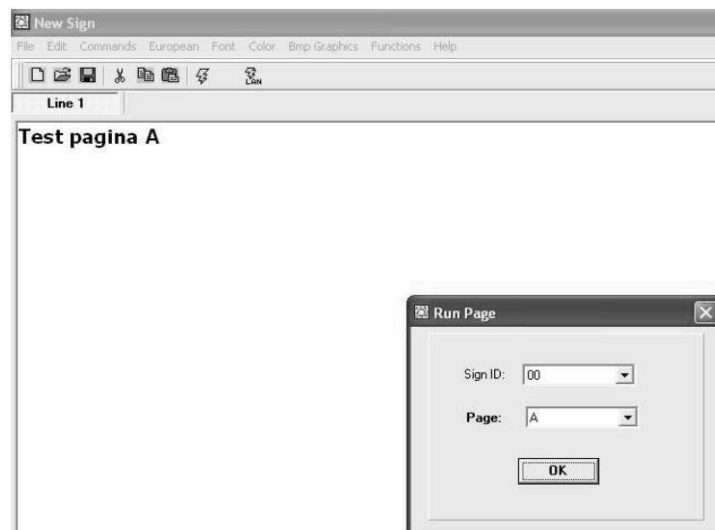 New Sign
File Edit Commands European Font Color Bmp Graphics Functions Help
LAN
Line 1
Test pagina A
Run Page
Sign ID: 00
Page: A
OK